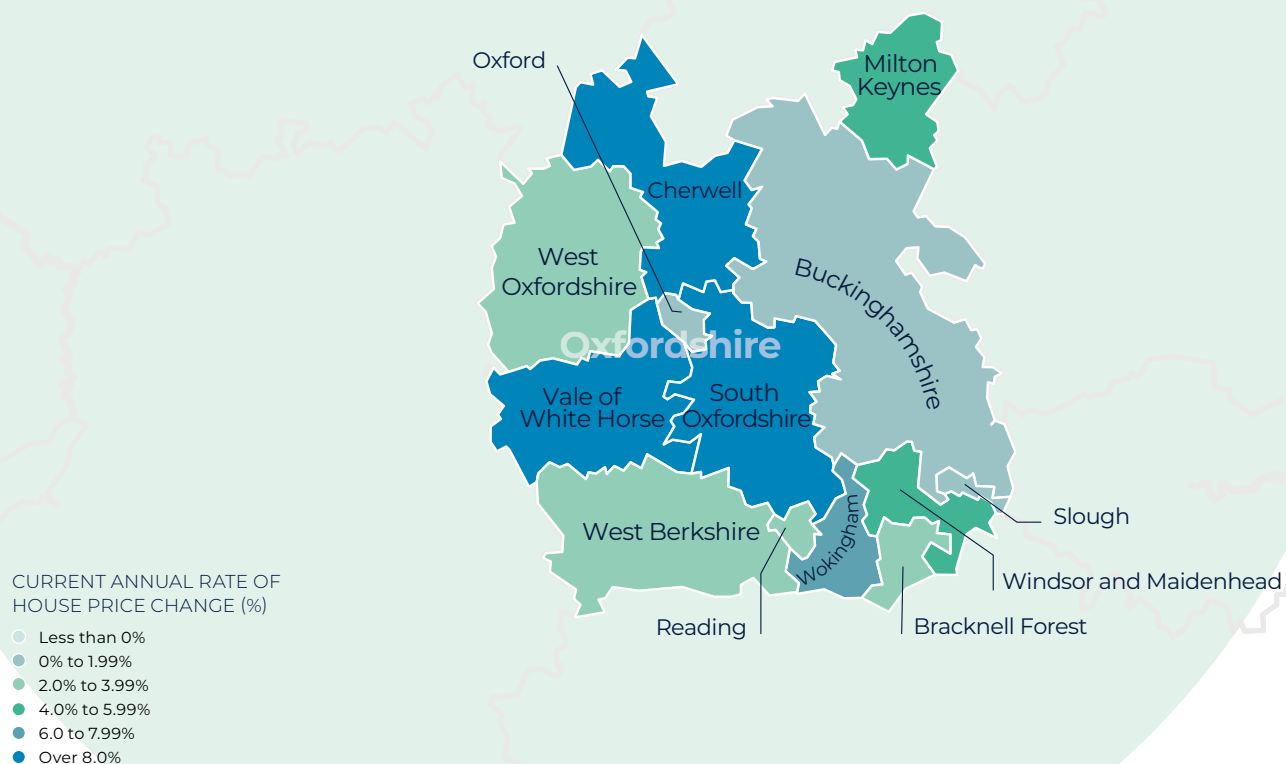 Oxford
Milton
Keynes
Cherwell
West
Oxfordshire
Buckinghamshire
Oxfordshire
Vale of
White Horse
South
Oxfordshire
West Berkshire
Wokingham
Slough
Windsor and Maidenhead
Reading
Bracknell Forest
CURRENT ANNUAL RATE OF
HOUSE PRICE CHANGE (%)
Less than 0%
0% to 1.99%
2.0% to 3.99%
4.0% to 5.99%
6.0 to 7.99%
Over 8.0%